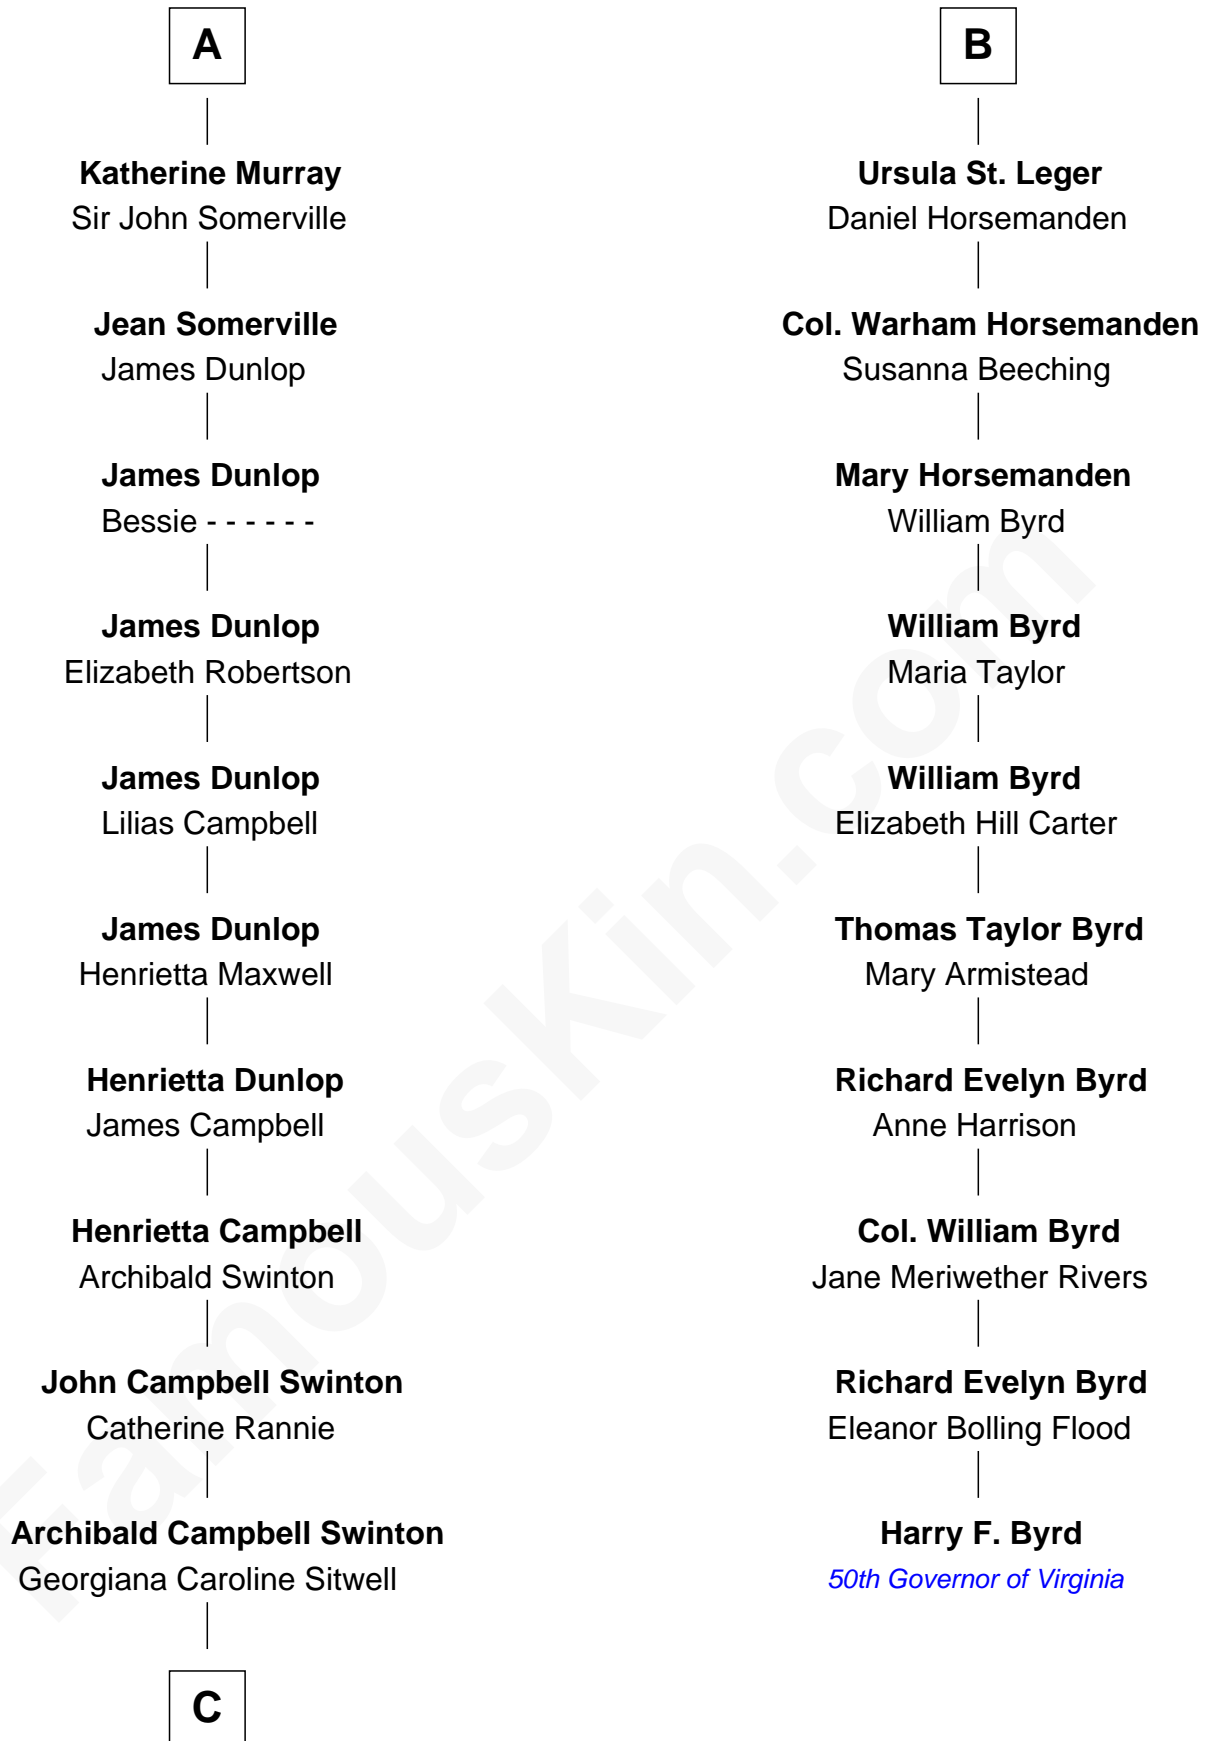 A
Katherine Murray
Sir John Somerville
Jean Somerville
James Dunlop
James Dunlop
Bessie - - - - - -
James Dunlop
Elizabeth Robertson
James Dunlop
Lilias Campbell
James Dunlop
Henrietta Maxwell
Henrietta Dunlop
James Campbell
Henrietta Campbell
Archibald Swinton
John Campbell Swinton
Catherine Rannie
Archibald Campbell Swinton
Georgiana Caroline Sitwell
C
B
Ursula St. Leger
Daniel Horsemanden
Col. Warham Horsemanden
Susanna Beeching
Mary Horsemanden
William Byrd
William Byrd
Maria Taylor
William Byrd
Elizabeth Hill Carter
Thomas Taylor Byrd
Mary Armistead
Richard Evelyn Byrd
Anne Harrison
Col. William Byrd
Jane Meriwether Rivers
Richard Evelyn Byrd
Eleanor Bolling Flood
Harry F. Byrd
50th Governor of Virginia
FamousKin.com